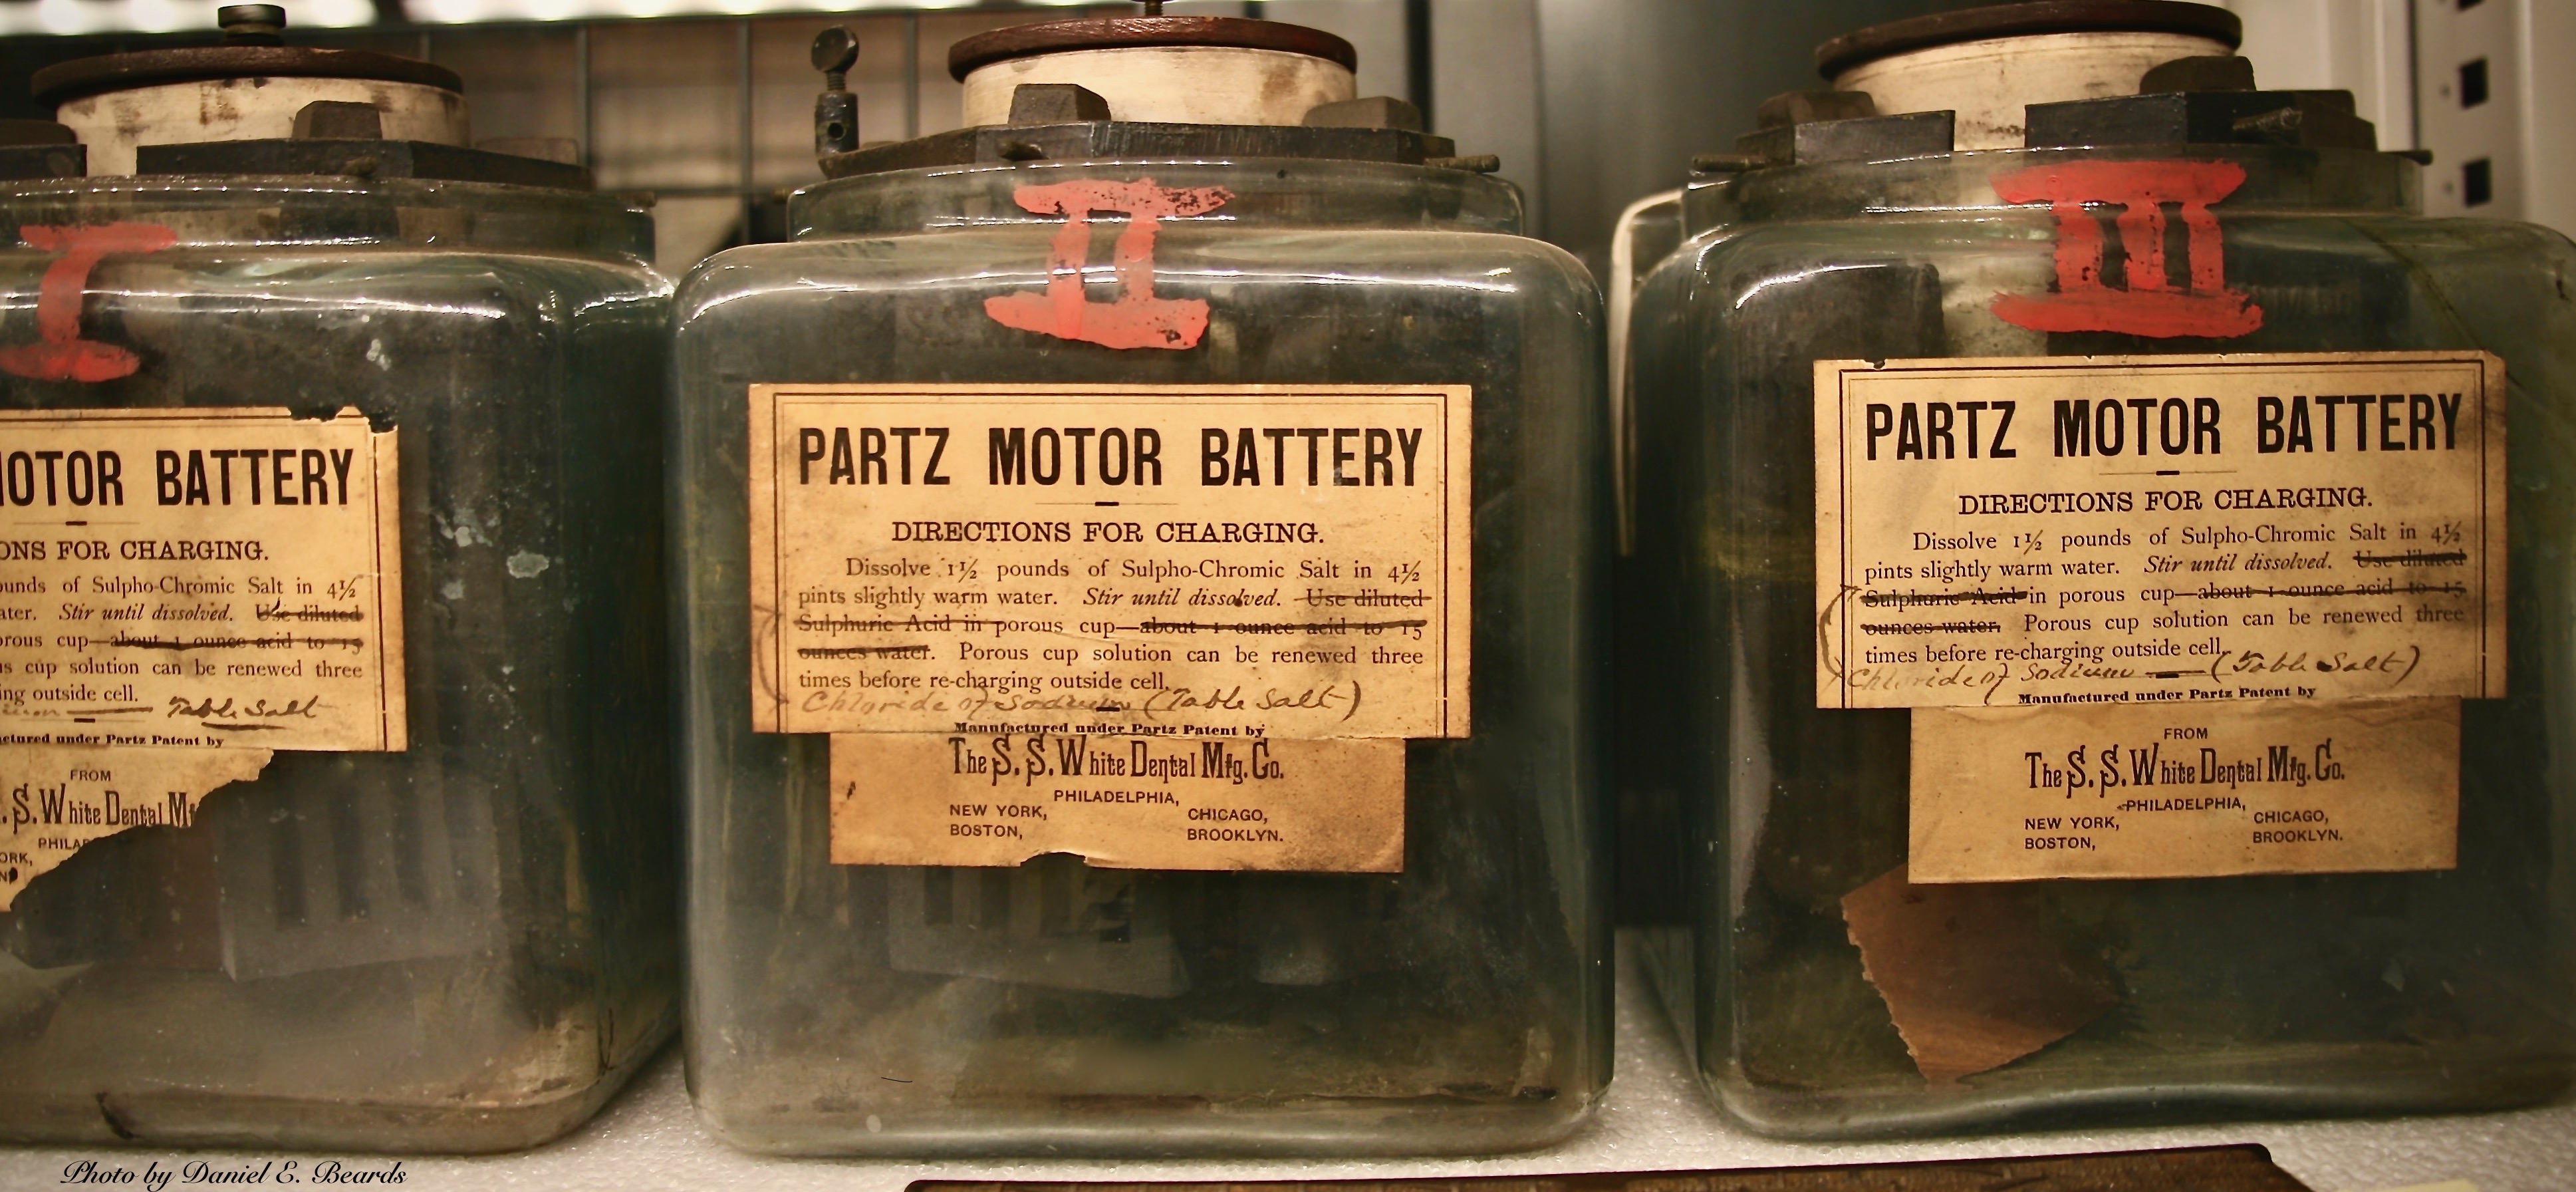 I
OTOR BATTERY
ONS FOR CHARGING.
ounds of Sulpho-Chromic Salt in 4½
ater. Stir until dissolved. Use diluted
orous cup—about 1 ounce acid to 15
s cup solution can be renewed three
ing outside cell.
Table Salt
actured under Partz Patent by
FROM
. S. White Dental Mf
PHILA
ORK,
II
PARTZ MOTOR BATTERY
DIRECTIONS FOR CHARGING.
Dissolve 1½ pounds of Sulpho-Chromic Salt in 4½
pints slightly warm water. Stir until dissolved. Use diluted
Sulphuric Acid in porous cup—about 1 ounce acid to 15
ounces water. Porous cup solution can be renewed three
times before re-charging outside cell.
Chloride of Sodium (Table Salt)
Manufactured under Partz Patent by
The S. S. White Dental Mfg. Co.
PHILADELPHIA,
NEW YORK, CHICAGO,
BOSTON, BROOKLYN.
III
PARTZ MOTOR BATTERY
DIRECTIONS FOR CHARGING.
Dissolve 1½ pounds of Sulpho-Chromic Salt in 4½
pints slightly warm water. Stir until dissolved. Use diluted
Sulphuric Acid in porous cup—about 1 ounce acid to 15
ounces water. Porous cup solution can be renewed three
times before re-charging outside cell.
Chloride of Sodium — (Table Salt)
Manufactured under Partz Patent by
FROM
The S. S. White Dental Mfg. Co.
PHILADELPHIA,
NEW YORK, CHICAGO,
BOSTON, BROOKLYN.
Photo by Daniel E. Beards